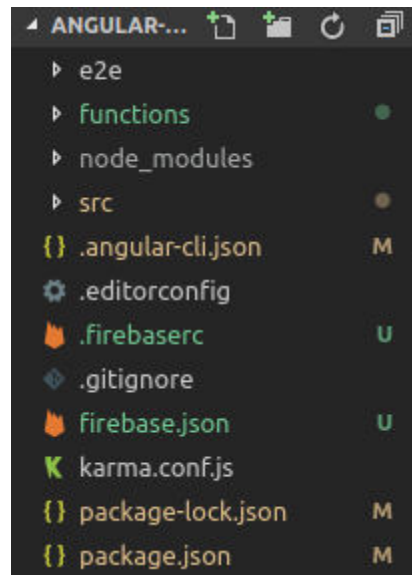 ANGULAR-...
e2e
functions
node_modules
src
{} .angular-cli.json M
.editorconfig
.firebaserc U
.gitignore
firebase.json U
K karma.conf.js
{} package-lock.json M
{} package.json M